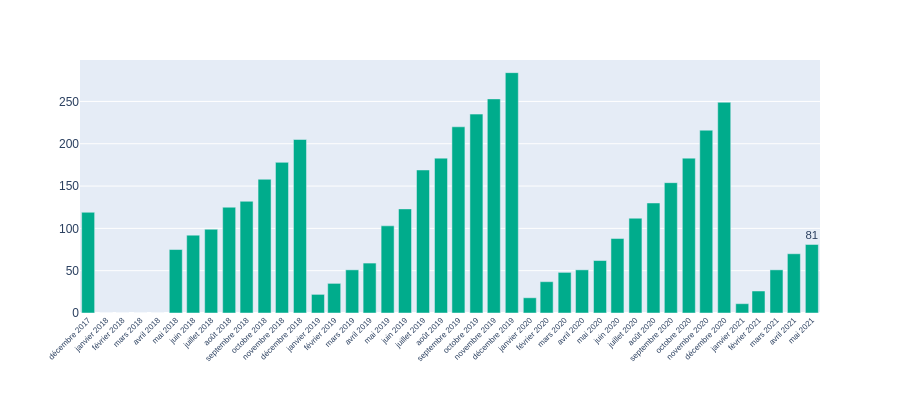 250
200
150
100
50
0
81
décembre 2017
janvier 2018
février 2018
mars 2018
avril 2018
mai 2018
juin 2018
juillet 2018
août 2018
septembre 2018
octobre 2018
novembre 2018
décembre 2018
janvier 2019
février 2019
mars 2019
avril 2019
mai 2019
juin 2019
juillet 2019
août 2019
septembre 2019
octobre 2019
novembre 2019
décembre 2019
janvier 2020
février 2020
mars 2020
avril 2020
mai 2020
juin 2020
juillet 2020
août 2020
septembre 2020
octobre 2020
novembre 2020
décembre 2020
janvier 2021
février 2021
mars 2021
avril 2021
mai 2021